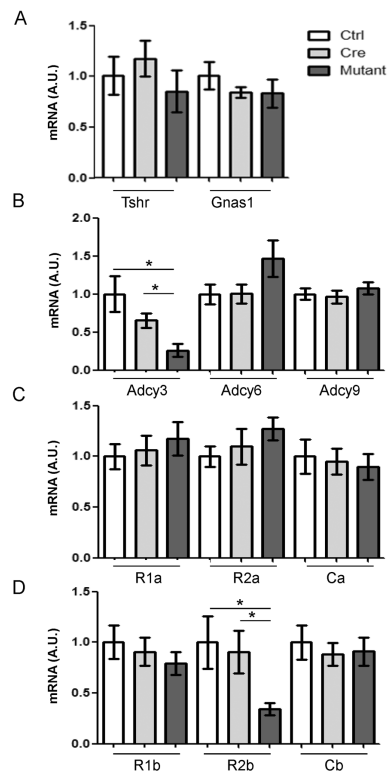 A
Ctrl
Cre
Mutant
mRNA (A.U.)
1.5
1.0
0.5
0.0
Tshr Gnas1
B
mRNA (A.U.)
2.0
1.5
1.0
0.5
0.0
*
*
Adcy3 Adcy6 Adcy9
C
mRNA (A.U.)
1.5
1.0
0.5
0.0
R1a R2a Ca
D
mRNA (A.U.)
1.5
1.0
0.5
0.0
*
*
R1b R2b Cb